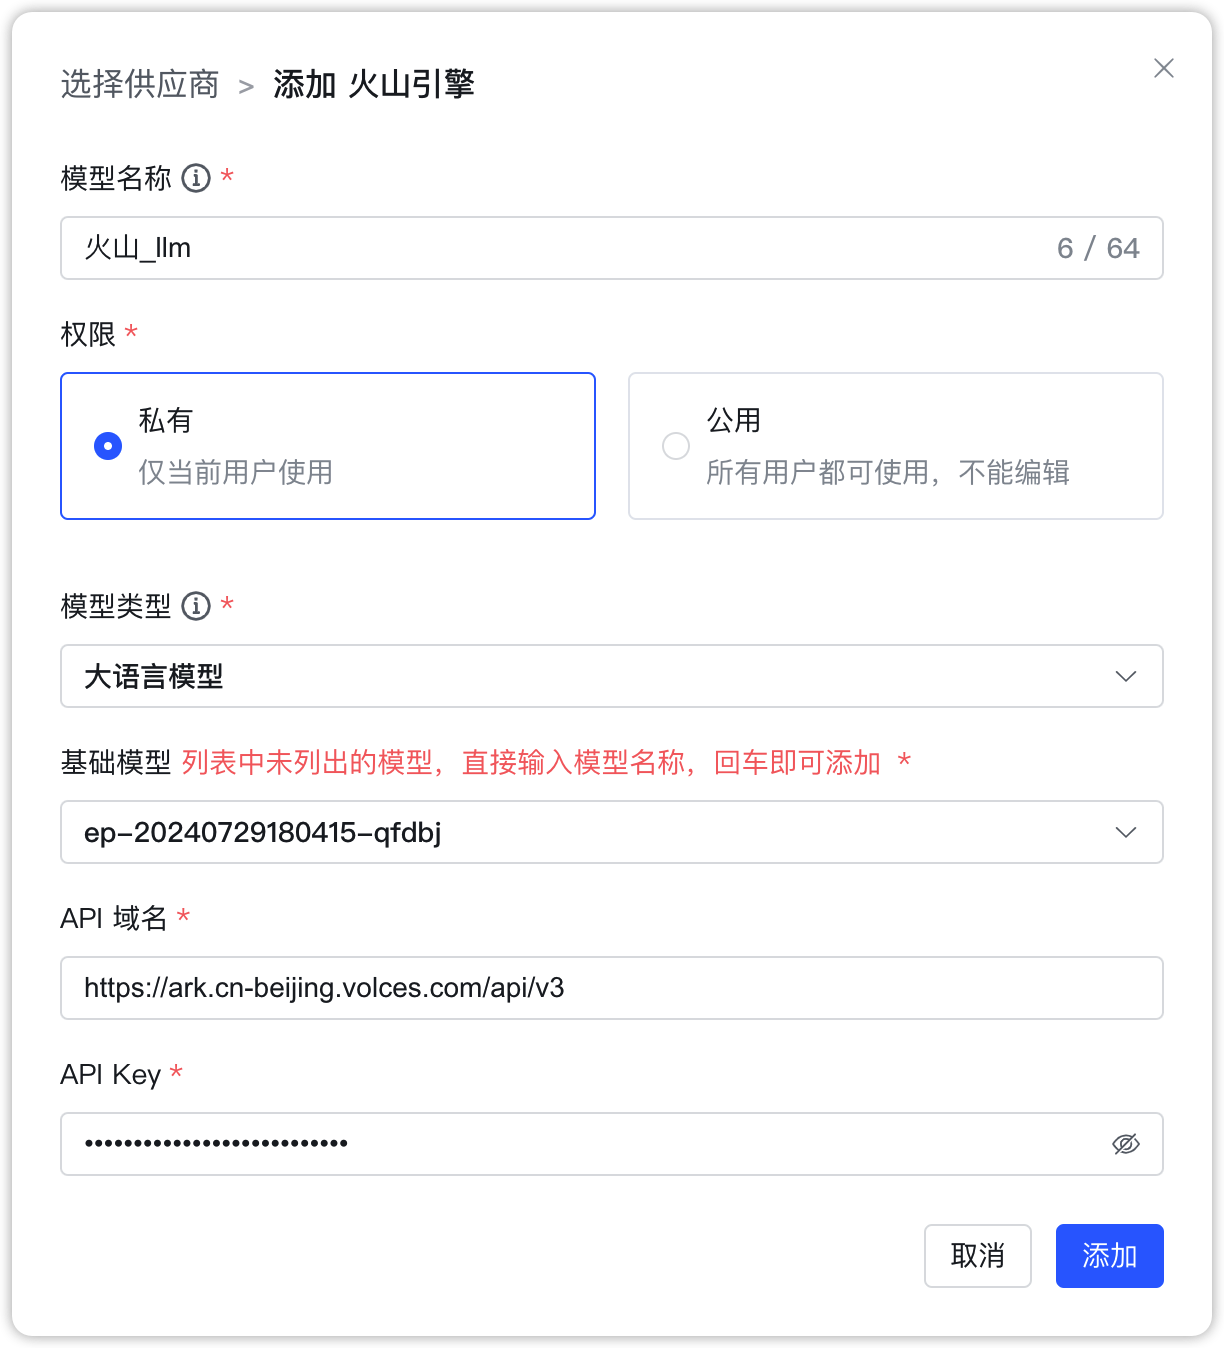 选择供应商 > 添加 火山引擎
模型名称 *
火山_llm 6 / 64
权限 *
私有
仅当前用户使用
公用
所有用户都可使用，不能编辑
模型类型 *
大语言模型
基础模型 列表中未列出的模型，直接输入模型名称，回车即可添加 *
ep-20240729180415-qfdbj
API 域名 *
https://ark.cn-beijing.volces.com/api/v3
API Key *
•••••••••••••••••••••••••••
取消 添加